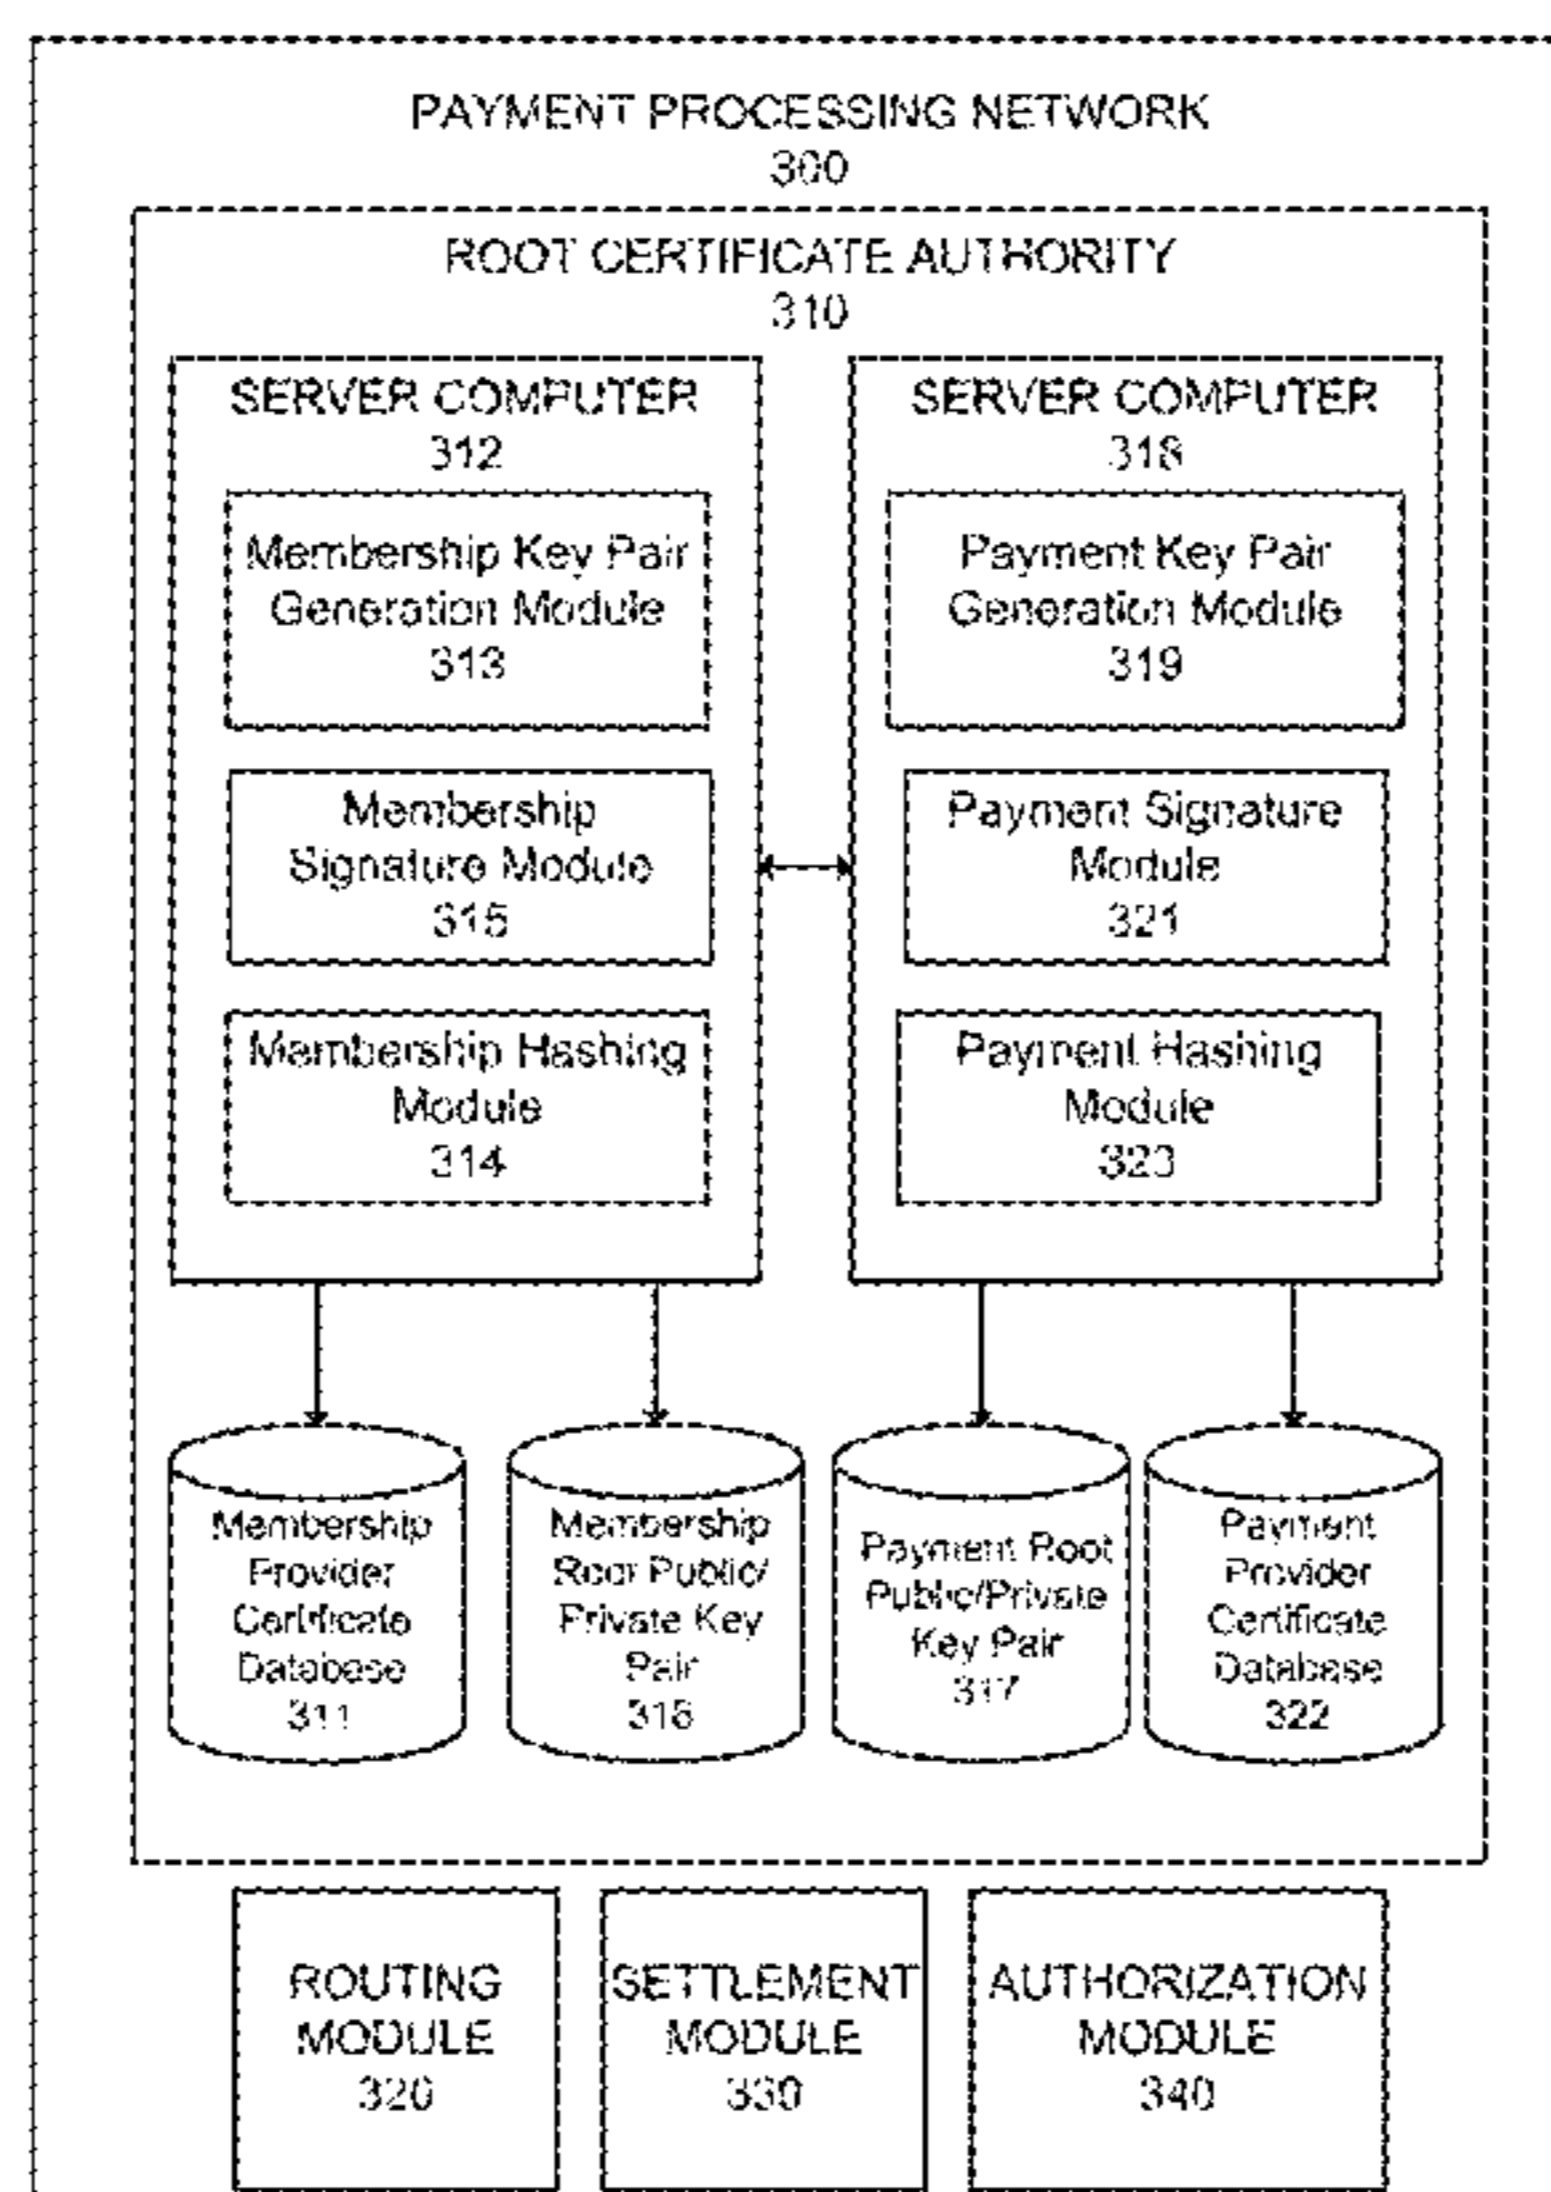 PAYMENT PROCESSING NETWORK
300
ROOT CERTIFICATE AUTHORITY
310
SERVER COMPUTER
312
Membership Key Pair
Generation Module
313
Membership
Signature Module
315
Membership Hashing
Module
314
SERVER COMPUTER
318
Payment Key Pair
Generation Module
319
Payment Signature
Module
321
Payment Hashing
Module
323
Membership
Provider
Certificate
Database
311
Membership
Root Public/
Private Key
Pair
316
Payment Root
Public/Private
Key Pair
317
Payment
Provider
Certificate
Database
322
ROUTING
MODULE
320
SETTLEMENT
MODULE
330
AUTHORIZATION
MODULE
340